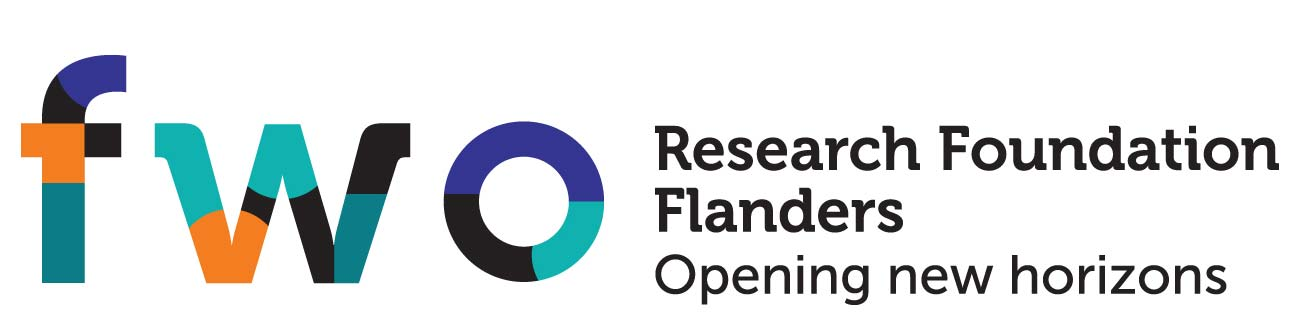 fwo
Research Foundation
Flanders
Opening new horizons